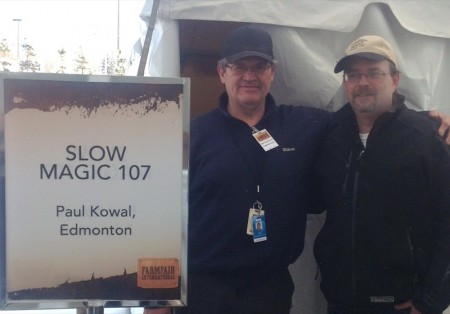 SLOW
MAGIC 107
Paul Kowal,
Edmonton
FARMFAIR
INTERNATIONAL